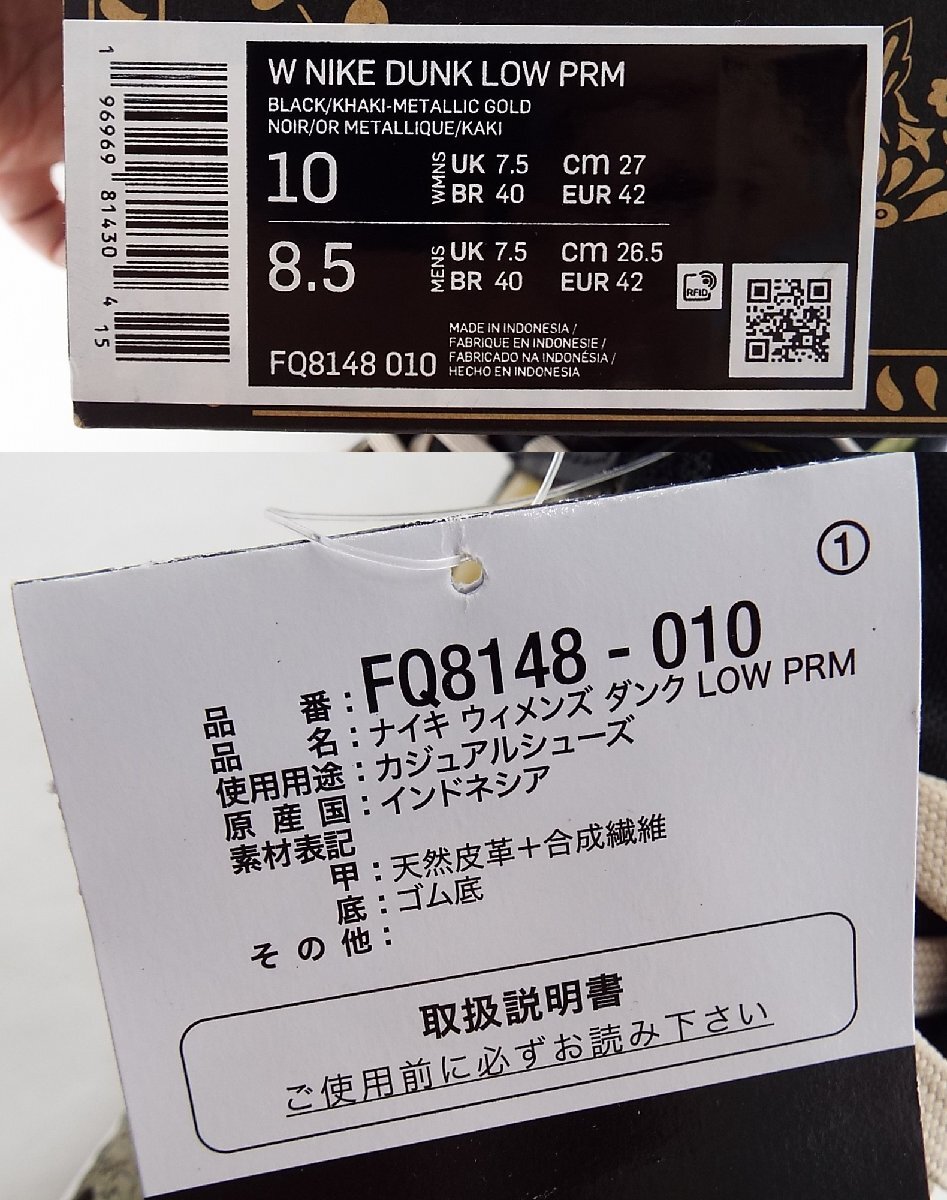 W NIKE DUNK LOW PRM
BLACK/KHAKI-METALLIC GOLD
NOIR/OR METALLIQUE/KAKI
10 WMNS UK 7.5 cm 27
BR 40 EUR 42
8.5 MENS UK 7.5 cm 26.5
BR 40 EUR 42
RFID
FQ8148 010
MADE IN INDONESIA /
FABRIQUE EN INDONESIE /
FABRICADO NA INDONÉSIA /
HECHO EN INDONESIA
1 96969 81430 4 15
①
品 番:FQ8148 - 010
品 名:ナイキ ウィメンズ ダンク LOW PRM
使用用途:カジュアルシューズ
原 産 国:インドネシア
素材表記
甲:天然皮革+合成繊維
底:ゴム底
そ の 他:
取扱説明書
ご使用前に必ずお読み下さい